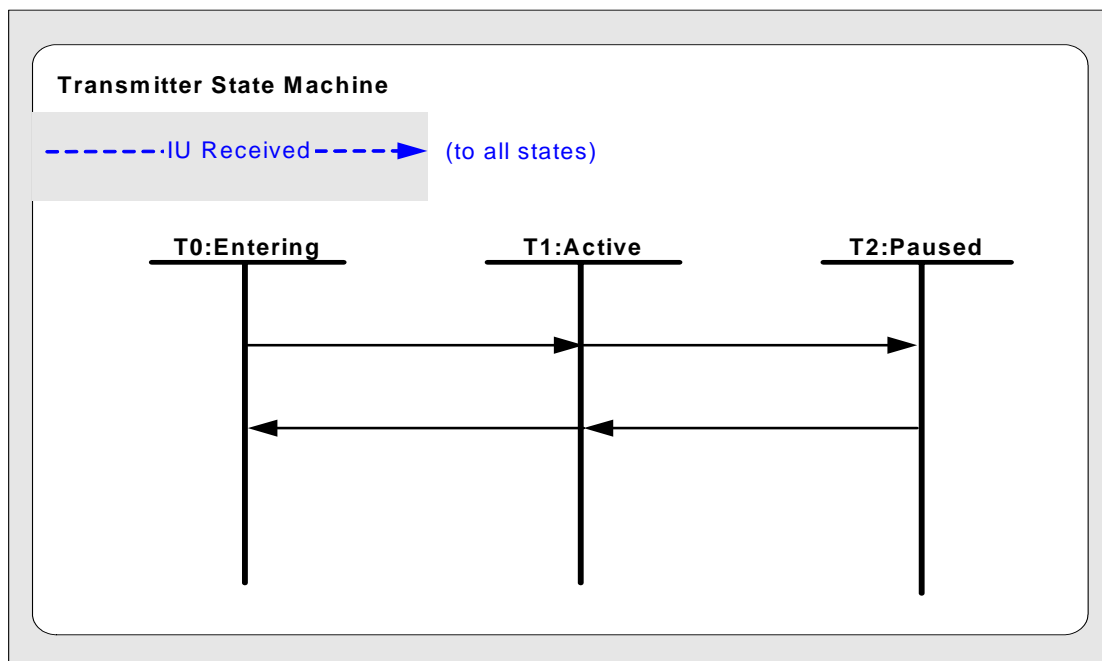 Transmitter State Machine
IU Received (to all states)
T0:Entering T1:Active T2:Paused